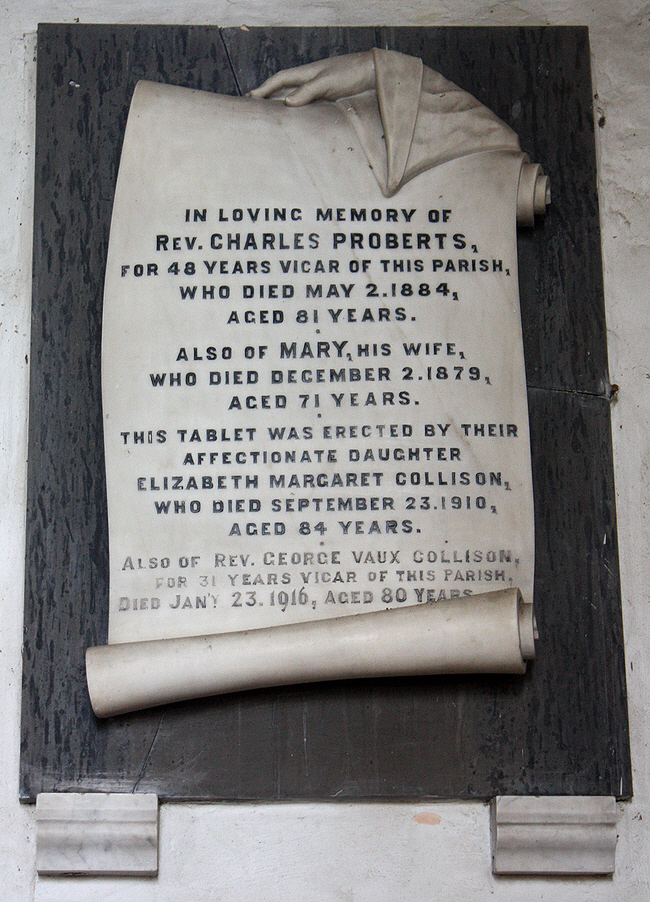 IN LOVING MEMORY OF
REV. CHARLES PROBERTS,
FOR 48 YEARS VICAR OF THIS PARISH,
WHO DIED MAY 2.1884,
AGED 81 YEARS.
ALSO OF MARY, HIS WIFE,
WHO DIED DECEMBER 2.1879,
AGED 71 YEARS.
THIS TABLET WAS ERECTED BY THEIR
AFFECTIONATE DAUGHTER
ELIZABETH MARGARET COLLISON,
WHO DIED SEPTEMBER 23.1910,
AGED 84 YEARS.
ALSO OF REV. GEORGE VAUX COLLISON,
FOR 31 YEARS VICAR OF THIS PARISH.
DIED JANY 23.1916, AGED 80 YEARS